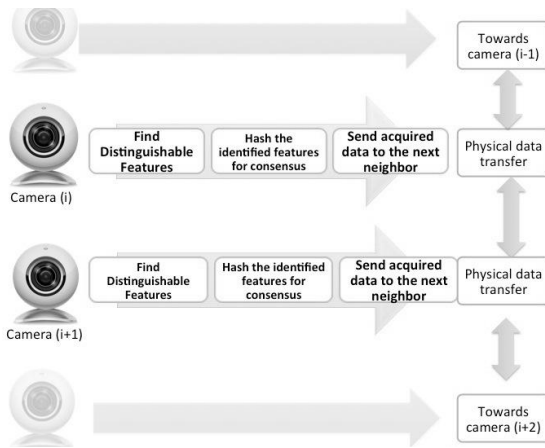 Towards
camera (i-1)
Find
Distinguishable
Features
Hash the
identified features
for consensus
Send acquired
data to the next
neighbor
Physical data
transfer
Camera (i)
Find
Distinguishable
Features
Hash the identified
features for
consensus
Send acquired
data to the next
neighbor
Physical data
transfer
Camera (i+1)
Towards
camera (i+2)